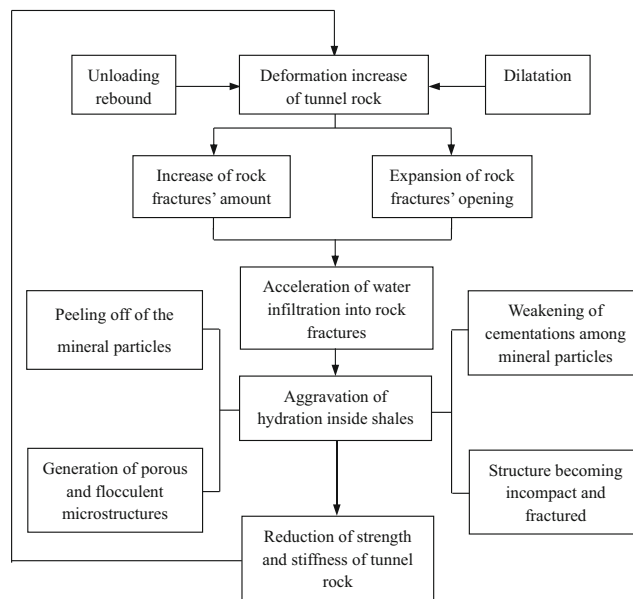 Unloading
rebound
Deformation increase
of tunnel rock
Dilatation
Increase of rock
fractures’ amount
Expansion of rock
fractures’ opening
Acceleration of water
infiltration into rock
fractures
Peeling off of the
mineral particles
Weakening of
cementations among
mineral particles
Aggravation of
hydration inside shales
Generation of porous
and flocculent
microstructures
Structure becoming
incompact and
fractured
Reduction of strength
and stiffness of tunnel
rock